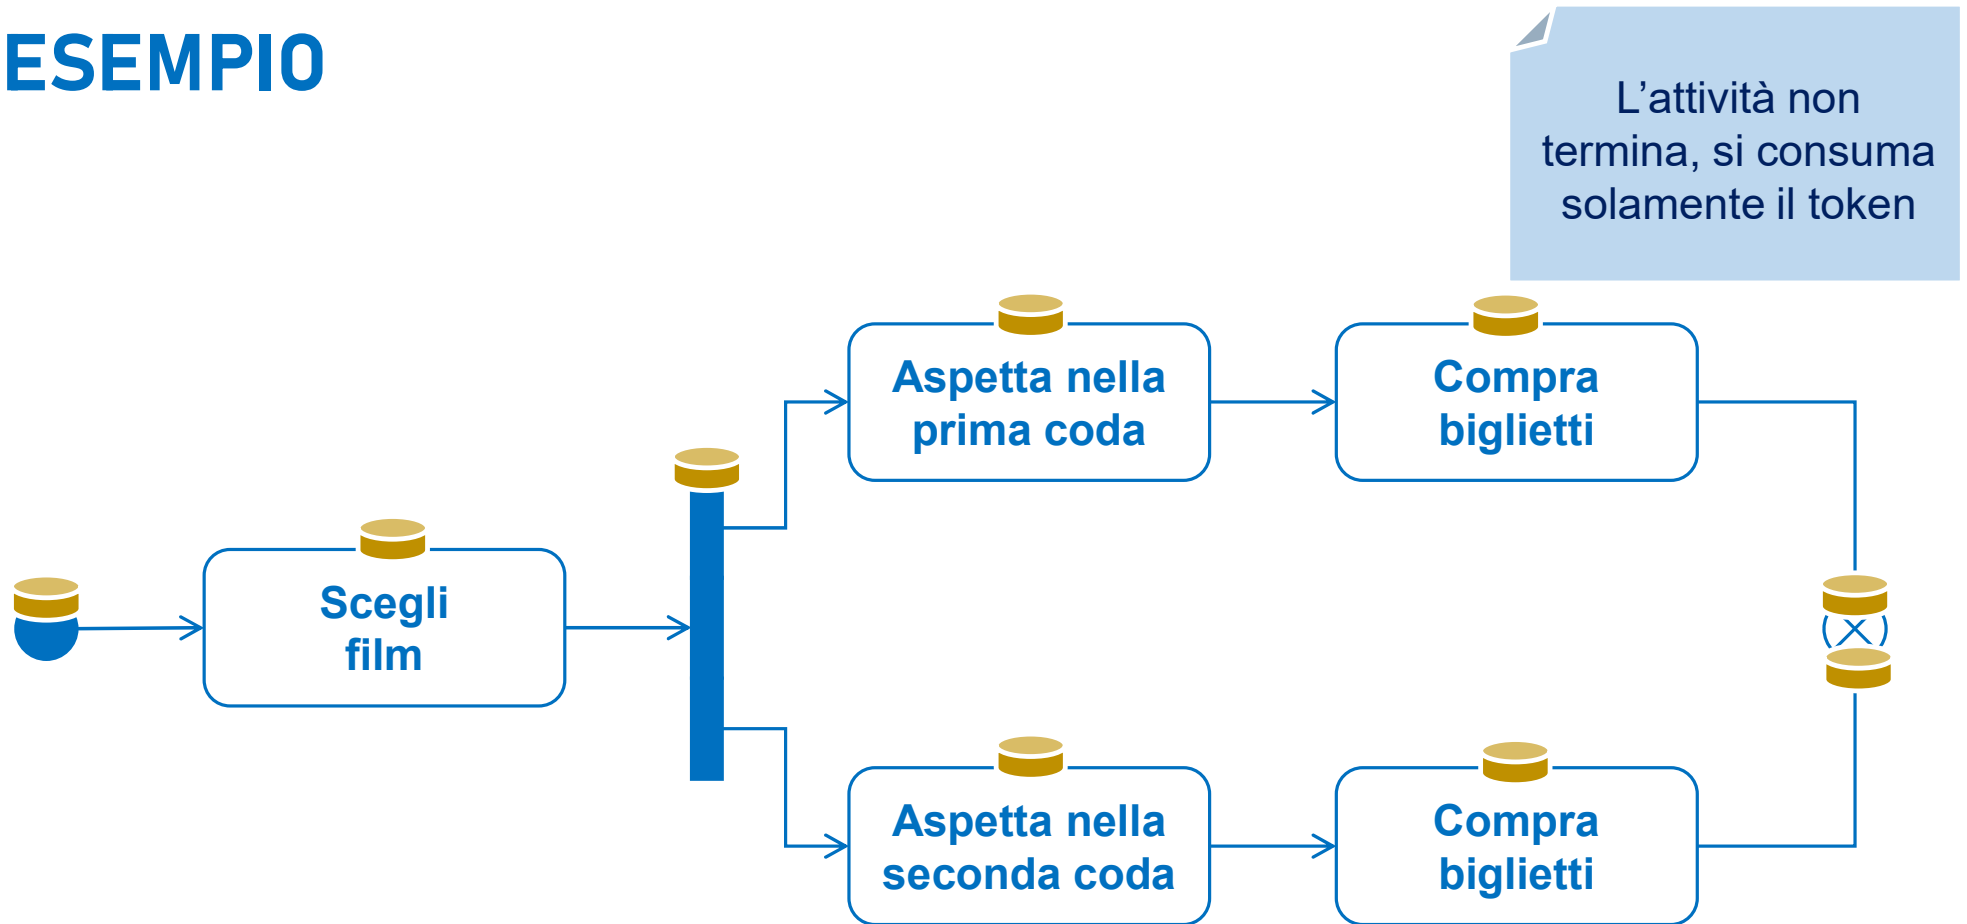 ESEMPIO
L’attività non
termina, si consuma
solamente il token
Aspetta nella
prima coda
Compra
biglietti
Scegli
film
Aspetta nella
seconda coda
Compra
biglietti